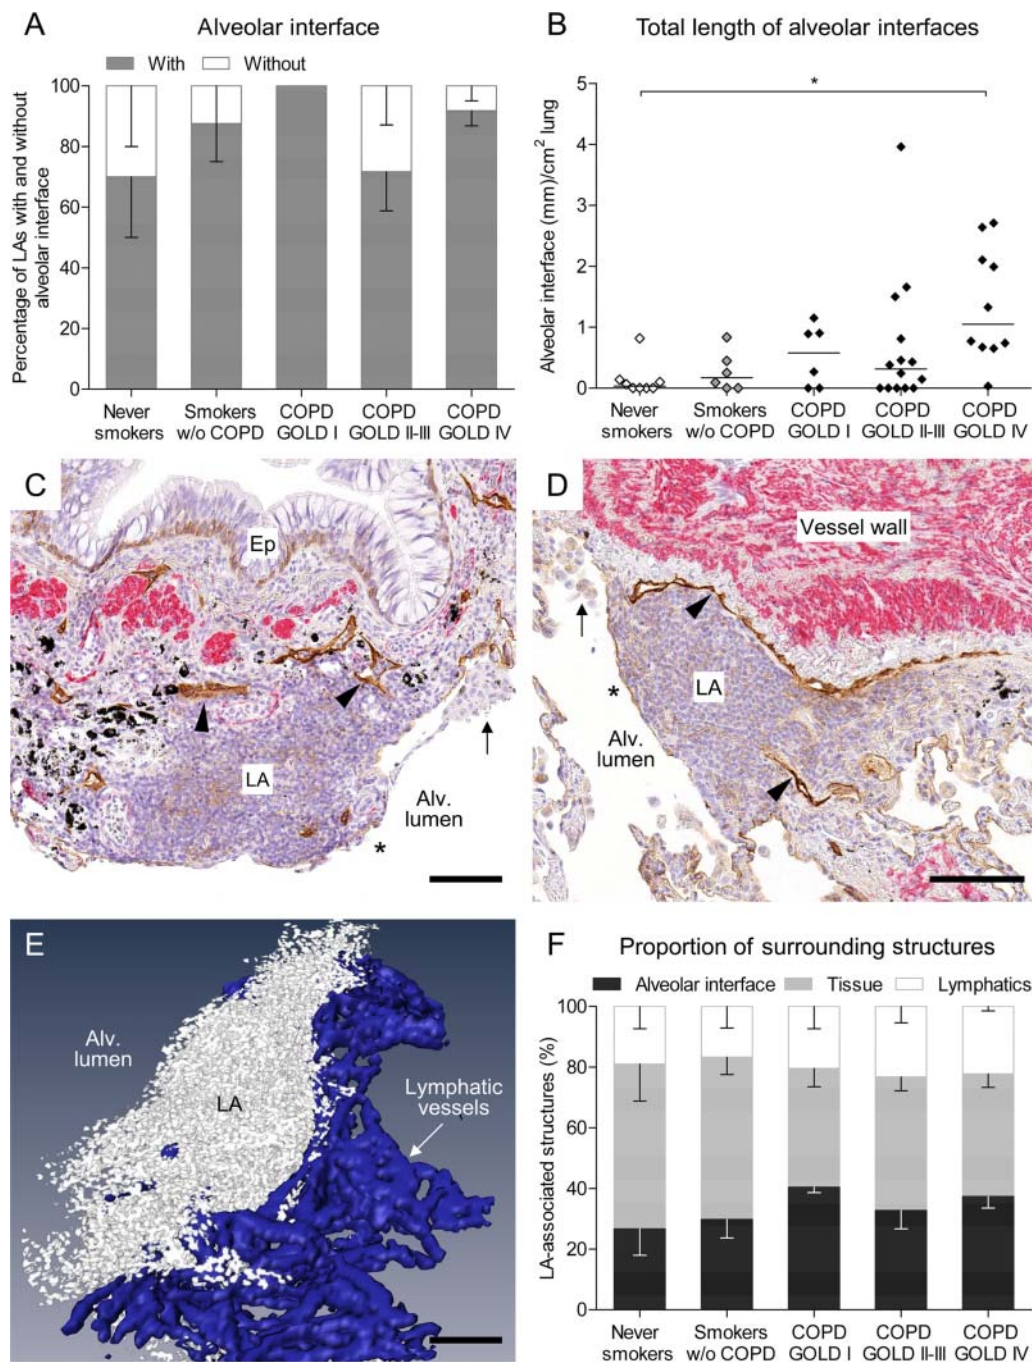 A
Alveolar interface
With
Without
Percentage of LAs with and without
alveolar interface
100
80
60
40
20
0
Never
smokers
Smokers
w/o COPD
COPD
GOLD I
COPD
GOLD II-III
COPD
GOLD IV
B
Total length of alveolar interfaces
*
Alveolar interface (mm)/cm² lung
5
4
3
2
1
0
Never
smokers
Smokers
w/o COPD
COPD
GOLD I
COPD
GOLD II-III
COPD
GOLD IV
C
Ep
LA
Alv.
lumen
*
D
Vessel wall
LA
*
Alv.
lumen
E
Alv.
lumen
LA
Lymphatic
vessels
F
Proportion of surrounding structures
Alveolar interface
Tissue
Lymphatics
LA-associated structures (%)
100
80
60
40
20
0
Never
smokers
Smokers
w/o COPD
COPD
GOLD I
COPD
GOLD II-III
COPD
GOLD IV